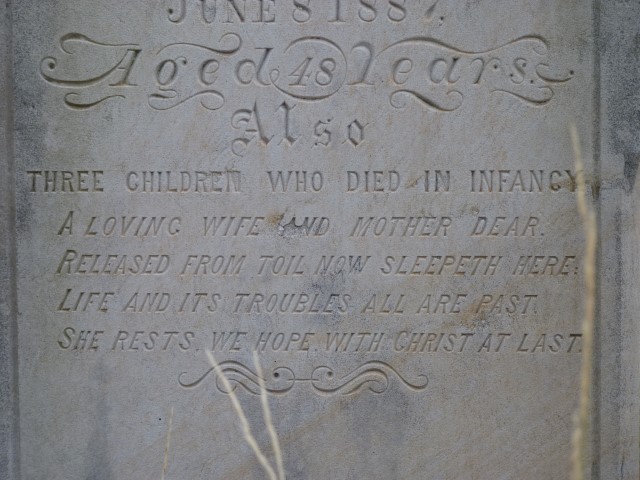 JUNE 8 1887.
Aged 48 Years.
Also
THREE CHILDREN WHO DIED IN INFANCY.
A LOVING WIFE AND MOTHER DEAR.
RELEASED FROM TOIL NOW SLEEPETH HERE:
LIFE AND ITS TROUBLES ALL ARE PAST.
SHE RESTS, WE HOPE, WITH CHRIST AT LAST.